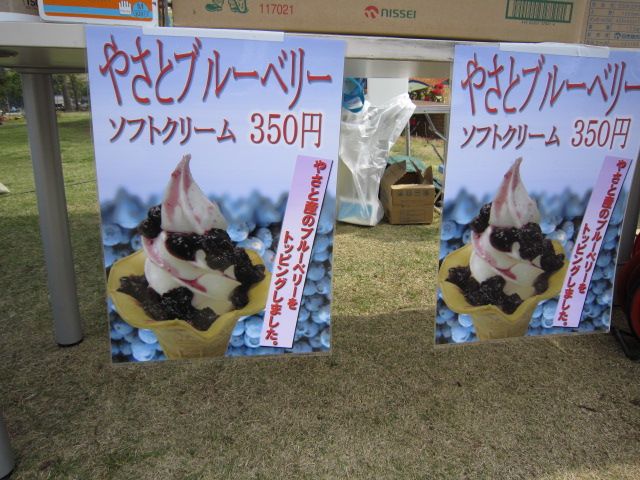 117021
NISSEI
やさとブルーベリー
ソフトクリーム 350円
やさと産のブルーベリーを
トッピングしました。
やさとブルーベリー
ソフトクリーム 350円
やさと産のブルーベリーを
トッピングしました。